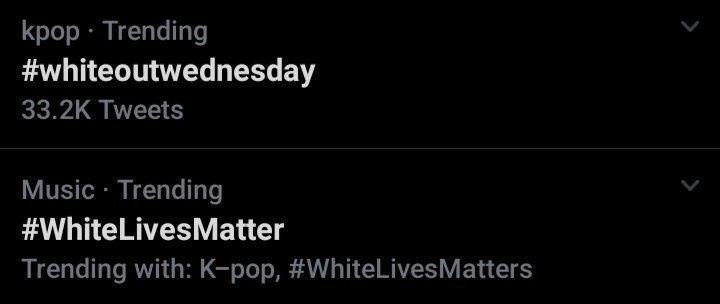 kpop · Trending
#whiteoutwednesday
33.2K Tweets
Music · Trending
#WhiteLivesMatter
Trending with: K-pop, #WhiteLivesMatters